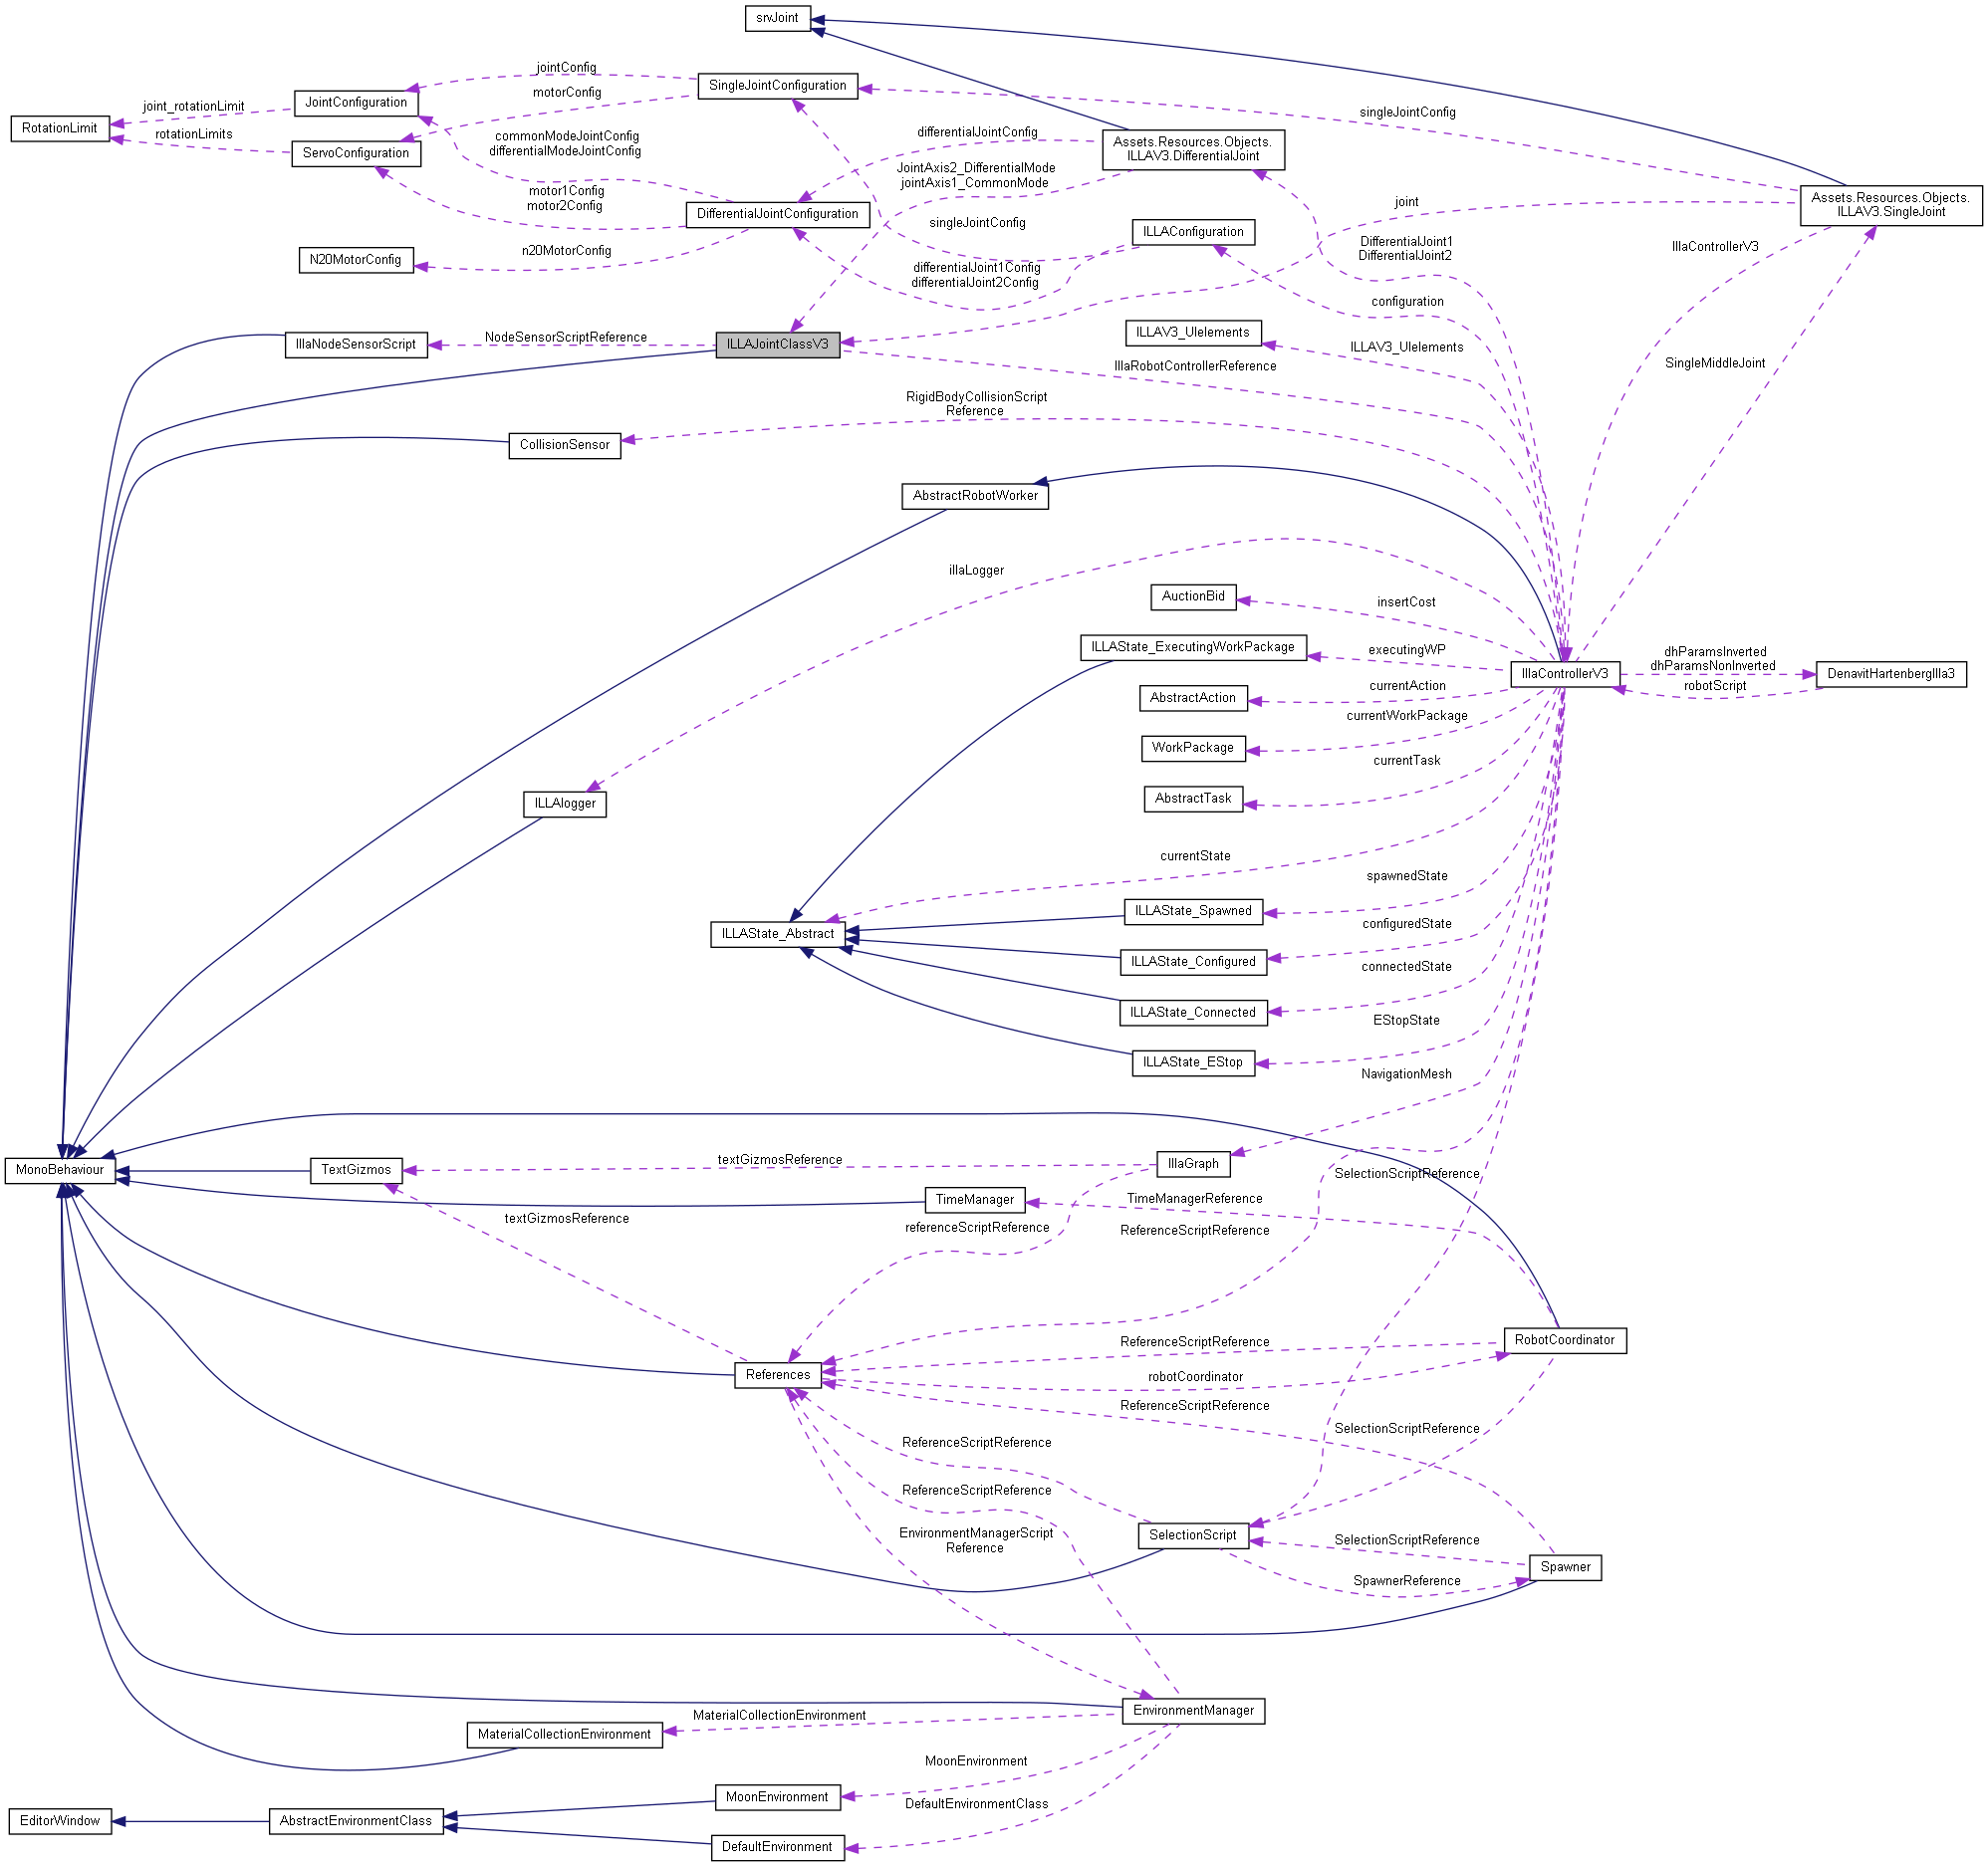 srvJoint
jointConfig
SingleJointConfiguration
motorConfig
joint_rotationLimit
JointConfiguration
singleJointConfig
RotationLimit
rotationLimits
commonModeJointConfig
differentialModeJointConfig
differentialJointConfig
Assets.Resources.Objects.
ILLAV3.DifferentialJoint
ServoConfiguration
JointAxis2_DifferentialMode
jointAxis1_CommonMode
motor1Config
motor2Config
joint
Assets.Resources.Objects.
ILLAV3.SingleJoint
DifferentialJointConfiguration
singleJointConfig
ILLAConfiguration
DifferentialJoint1
DifferentialJoint2
IllaControllerV3
n20MotorConfig
N20MotorConfig
differentialJoint1Config
differentialJoint2Config
configuration
ILLAV3_UIelements
NodeSensorScriptReference
IllaNodeSensorScript
ILLAJointClassV3
ILLAV3_UIelements
IllaRobotControllerReference
SingleMiddleJoint
RigidBodyCollisionScript
Reference
CollisionSensor
AbstractRobotWorker
illaLogger
AuctionBid
insertCost
ILLAState_ExecutingWorkPackage
executingWP
dhParamsInverted
dhParamsNonInverted
IllaControllerV3
DenavitHartenbergIlla3
currentAction
robotScript
AbstractAction
currentWorkPackage
WorkPackage
currentTask
AbstractTask
ILLAlogger
currentState
spawnedState
ILLAState_Spawned
configuredState
ILLAState_Abstract
ILLAState_Configured
connectedState
ILLAState_Connected
EStopState
ILLAState_EStop
NavigationMesh
MonoBehaviour
TextGizmos
textGizmosReference
IllaGraph
SelectionScriptReference
TimeManager
TimeManagerReference
textGizmosReference
referenceScriptReference
ReferenceScriptReference
ReferenceScriptReference
RobotCoordinator
References
robotCoordinator
ReferenceScriptReference
SelectionScriptReference
ReferenceScriptReference
ReferenceScriptReference
EnvironmentManagerScript
Reference
SelectionScript
SelectionScriptReference
Spawner
SpawnerReference
EnvironmentManager
MaterialCollectionEnvironment
MaterialCollectionEnvironment
MoonEnvironment
MoonEnvironment
DefaultEnvironmentClass
EditorWindow
AbstractEnvironmentClass
DefaultEnvironment